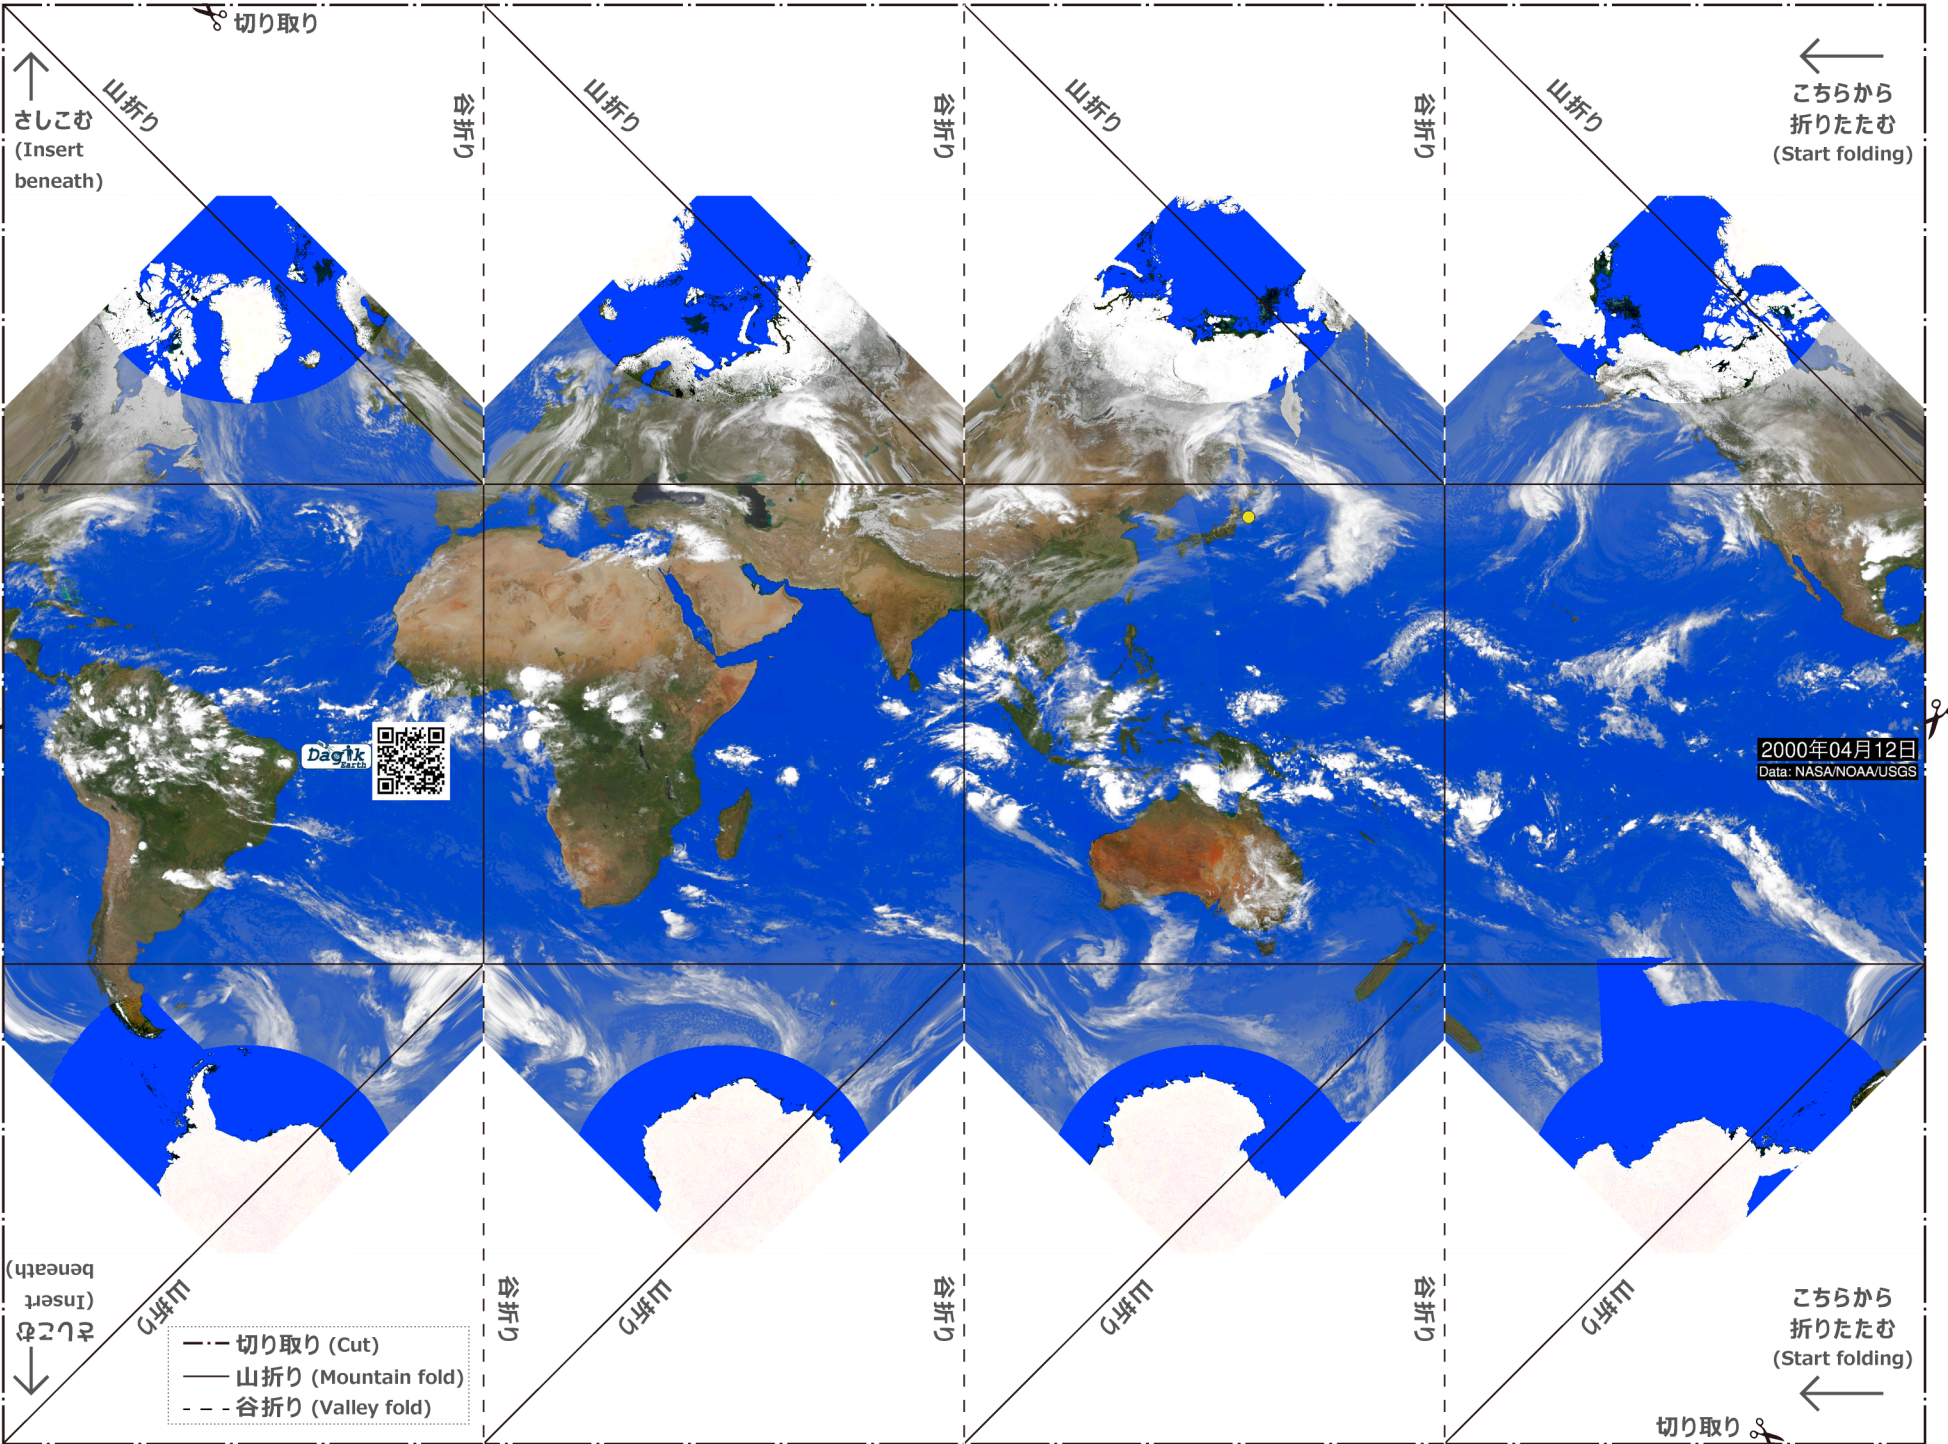 切り取り
山折り
谷折り
山折り
谷折り
山折り
谷折り
山折り
さしこむ
(Insert
beneath)
こちらから
折りたたむ
(Start folding)
Dagik
Earth
2000年04月12日
Data: NASA/NOAA/USGS
さしこむ
(Insert
beneath)
山折り
谷折り
山折り
谷折り
山折り
谷折り
山折り
こちらから
折りたたむ
(Start folding)
切り取り (Cut)
山折り (Mountain fold)
谷折り (Valley fold)
切り取り